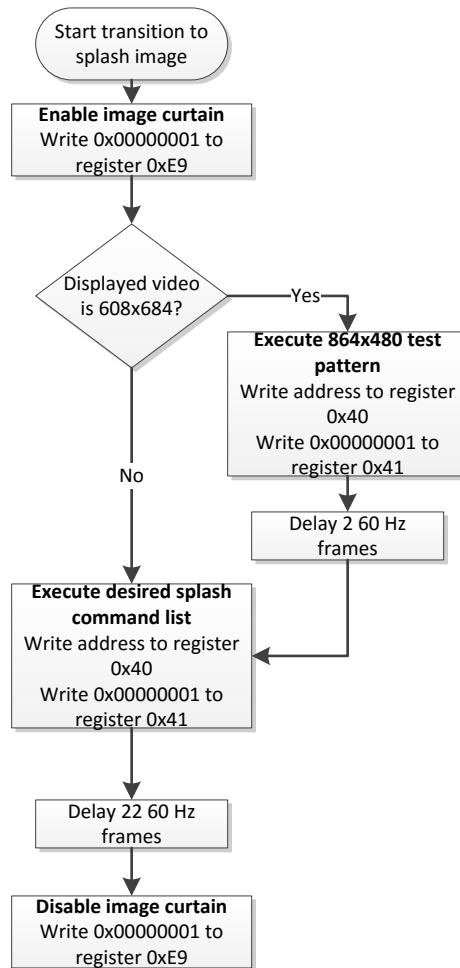 Start transition to
splash image
Enable image curtain
Write 0x00000001 to
register 0xE9
Displayed video
is 608x684?
Yes
Execute 864x480 test
pattern
Write address to register
0x40
Write 0x00000001 to
register 0x41
No
Delay 2 60 Hz
frames
Execute desired splash
command list
Write address to register
0x40
Write 0x00000001 to
register 0x41
Delay 22 60 Hz
frames
Disable image curtain
Write 0x00000001 to
register 0xE9